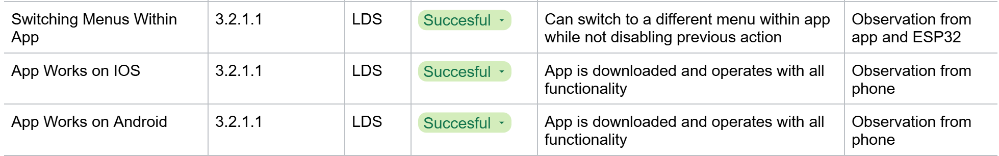 Switching Menus Within
App
3.2.1.1
LDS
Succesful
Can switch to a different menu within app
while not disabling previous action
Observation from
app and ESP32
App Works on IOS
3.2.1.1
LDS
Succesful
App is downloaded and operates with all
functionality
Observation from
phone
App Works on Android
3.2.1.1
LDS
Succesful
App is downloaded and operates with all
functionality
Observation from
phone